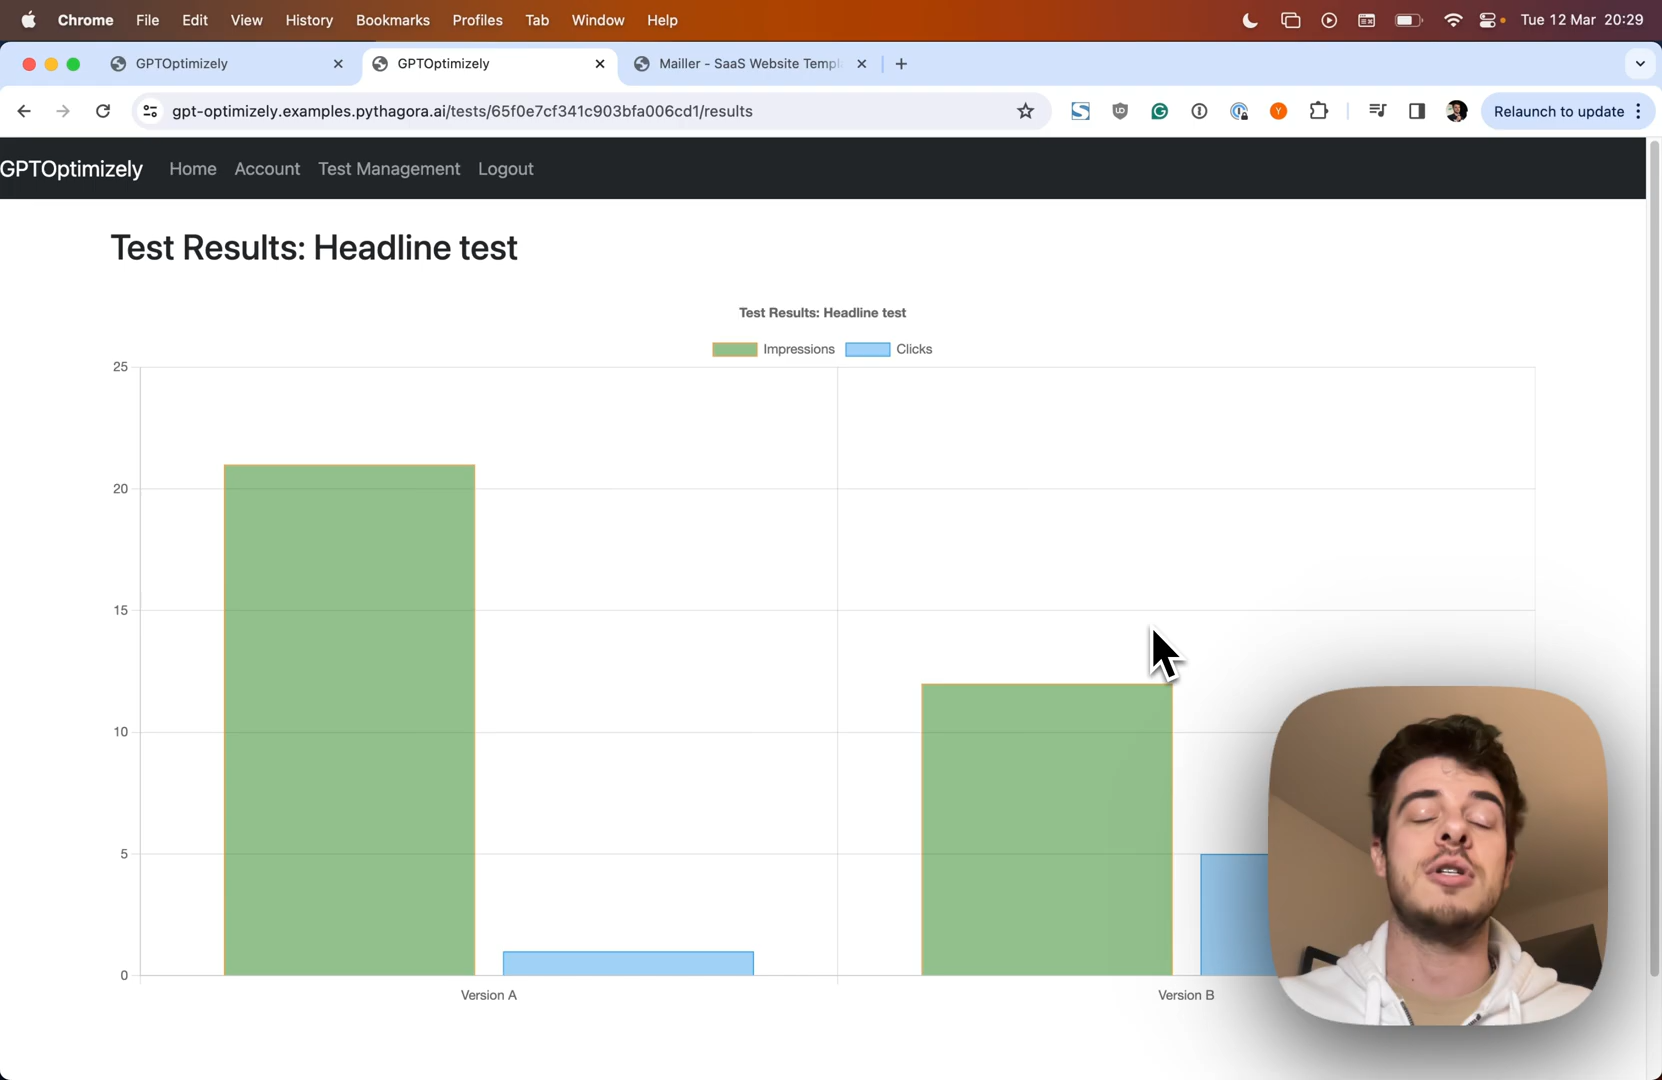 Chrome File Edit View History Bookmarks Profiles Tab Window Help Tue 12 Mar 20:29
GPTOptimizely GPTOptimizely Mailler - SaaS Website Templ
gpt-optimizely.examples.pythagora.ai/tests/65f0e7cf341c903bfa006cd1/results Relaunch to update
GPTOptimizely Home Account Test Management Logout
Test Results: Headline test
Test Results: Headline test
Impressions Clicks
25
20
15
10
5
0
Version A Version B